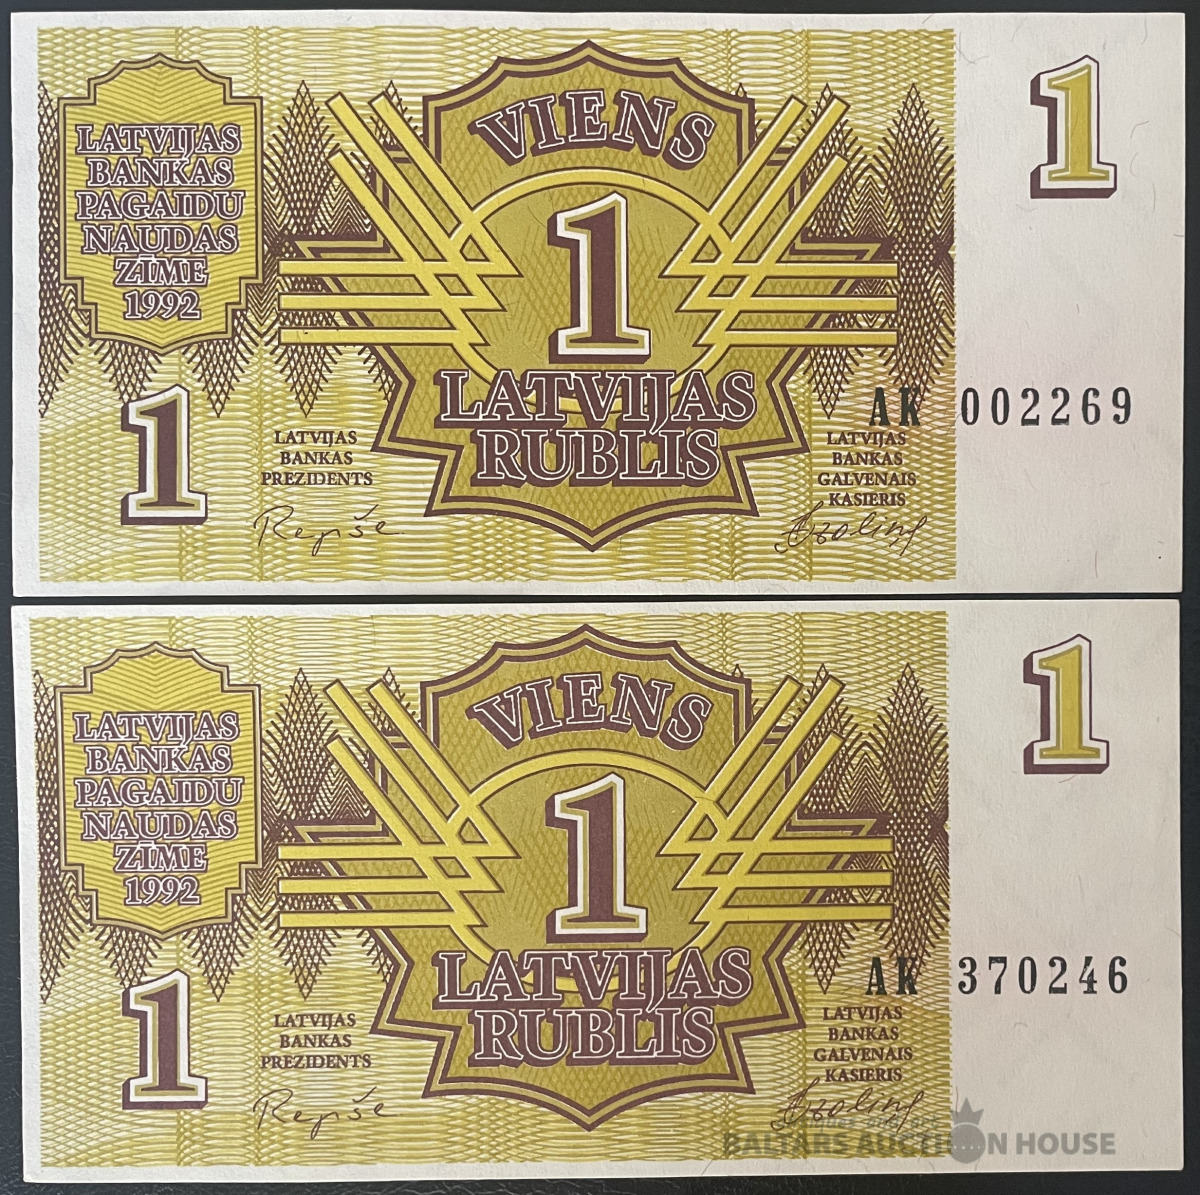 LATVIJAS
BANKAS
PAGAIDU
NAUDAS
ZĪME
1992
VIENS
1
1
LATVIJAS
RUBLIS
1
AK 002269
LATVIJAS
BANKAS
PREZIDENTS
Repše
LATVIJAS
BANKAS
GALVENAIS
KASIERIS
LATVIJAS
BANKAS
PAGAIDU
NAUDAS
ZĪME
1992
VIENS
1
1
LATVIJAS
RUBLIS
1
AK 370246
LATVIJAS
BANKAS
PREZIDENTS
Repše
LATVIJAS
BANKAS
GALVENAIS
KASIERIS
BALTARS AUCTION HOUSE